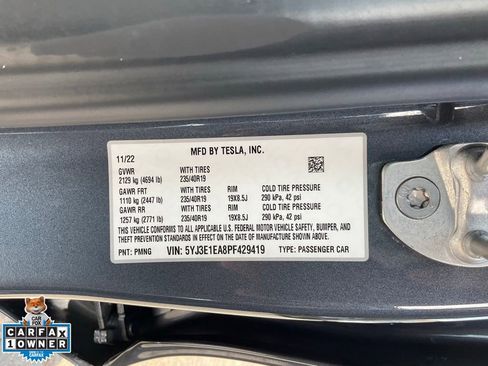 MFD BY TESLA, INC.
11/22
GVWR WITH TIRES
2129 kg (4694 lb) 235/40R19
GAWR FRT WITH TIRES RIM COLD TIRE PRESSURE
1110 kg (2447 lb) 235/40R19 19X8.5J 290 kPa, 42 psi
GAWR RR WITH TIRES RIM COLD TIRE PRESSURE
1257 kg (2771 lb) 235/40R19 19X8.5J 290 kPa, 42 psi
THIS VEHICLE CONFORMS TO ALL APPLICABLE U.S. FEDERAL MOTOR VEHICLE SAFETY, BUMPER, AND
THEFT PREVENTION STANDARDS IN EFFECT ON THE DATE OF MANUFACTURE SHOWN ABOVE.
PNT: PMNG VIN: 5YJ3E1EA8PF429419 TYPE: PASSENGER CAR
CAR
FOX
CARFAX
1 OWNER
CARFAX